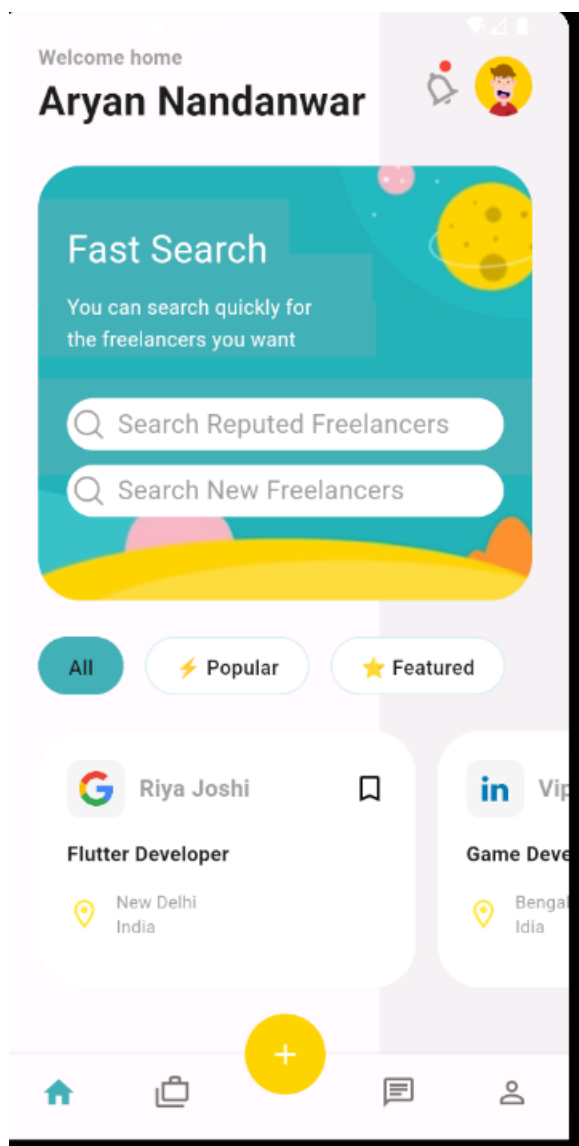 Welcome home
Aryan Nandanwar
Fast Search
You can search quickly for
the freelancers you want
Search Reputed Freelancers
Search New Freelancers
All
⚡ Popular
⭐ Featured
Riya Joshi
Flutter Developer
New Delhi
India
in Vip
Game Deve
Bengal
Idia